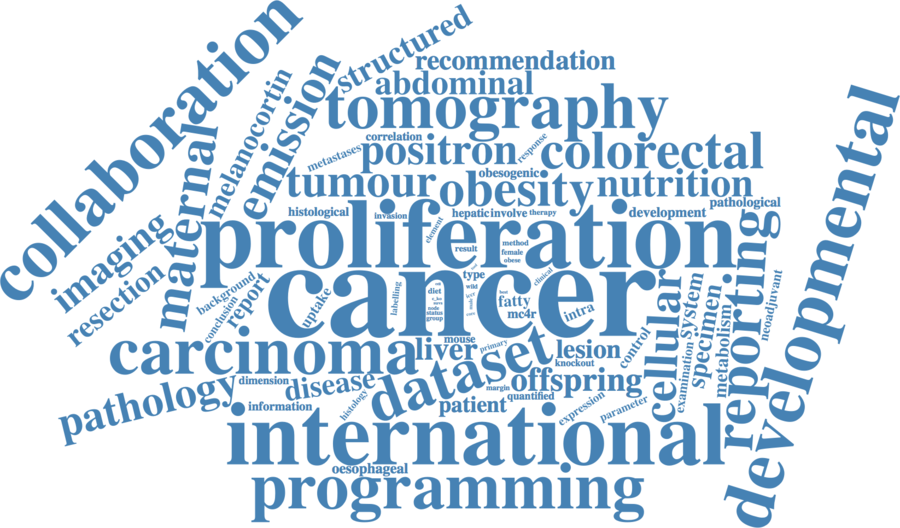 collaboration
structured
recommendation
abdominal
tomography
melanocortin
emission
maternal
correlation
metastases
positron
response
colorectal
tumour
obesogenic
obesity
nutrition
pathological
histological
invasion
element
hepatic
involve
therapy
development
developmental
imaging
resection
proliferation
result
method
female
obese
cancer
background
conclusion
report
uptake
labelling
diet
type
wild
node
status
group
fatty
mc4r
clinical
intra
cellular
control
system
specimen
examination
metabolism
reporting
neoadjuvant
carcinoma
liver
mouse
primary
dataset
lesion
knockout
pathology
dimension
disease
histology
margin
offspring
quantified
information
patient
expression
parameter
international
oesophageal
programming